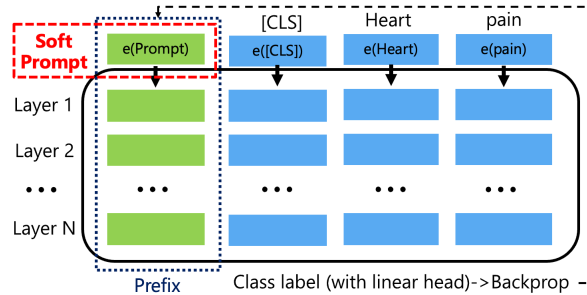 [CLS] Heart pain
Soft Prompt
e(Prompt) e([CLS]) e(Heart) e(pain)
Layer 1
Layer 2
... ... ... ... ...
Layer N
Prefix
Class label (with linear head)->Backprop